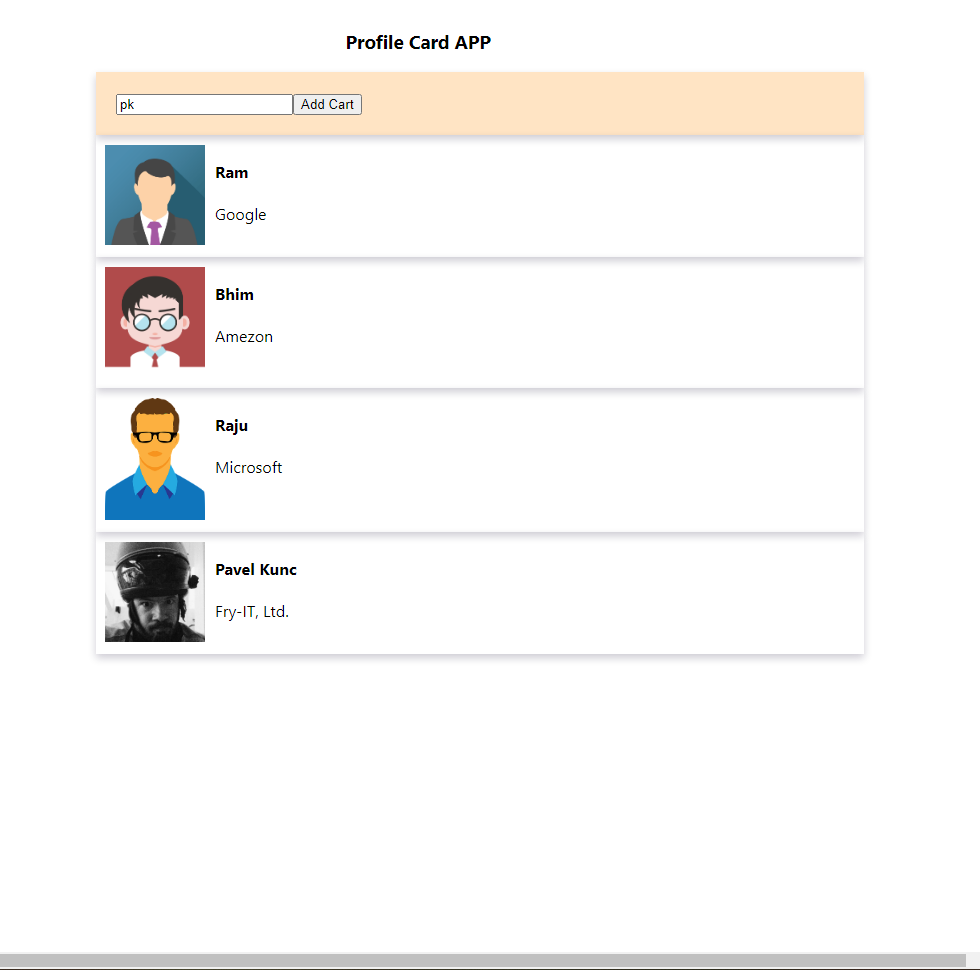 Profile Card APP
pk
Add Cart
Ram
Google
Bhim
Amezon
Raju
Microsoft
Pavel Kunc
Fry-IT, Ltd.